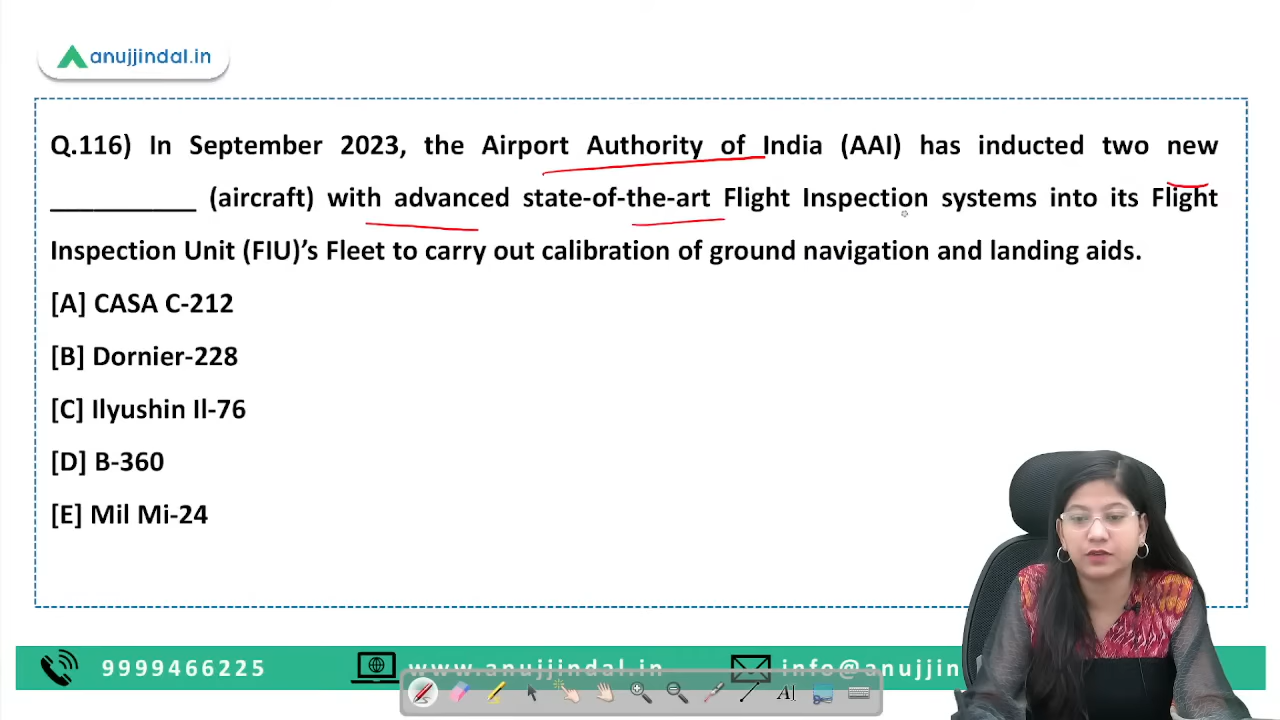 anujjindal.in
Q.116) In September 2023, the Airport Authority of India (AAI) has inducted two new
__________ (aircraft) with advanced state-of-the-art Flight Inspection systems into its Flight
Inspection Unit (FIU)’s Fleet to carry out calibration of ground navigation and landing aids.
[A] CASA C-212
[B] Dornier-228
[C] Ilyushin Il-76
[D] B-360
[E] Mil Mi-24
9999466225
www.anujjindal.in
info@anujjin
A